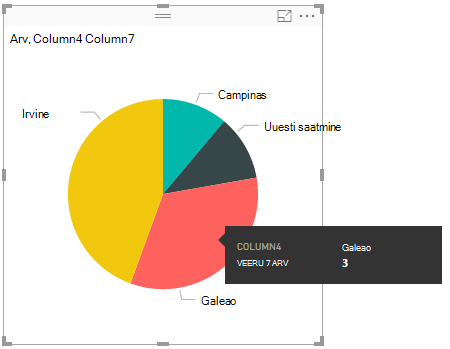 Arv, Column4 Column7
Campinas
Irvine
Uuesti saatmine
COLUMN4 Galeao
VEERU 7 ARV 3
Galeao